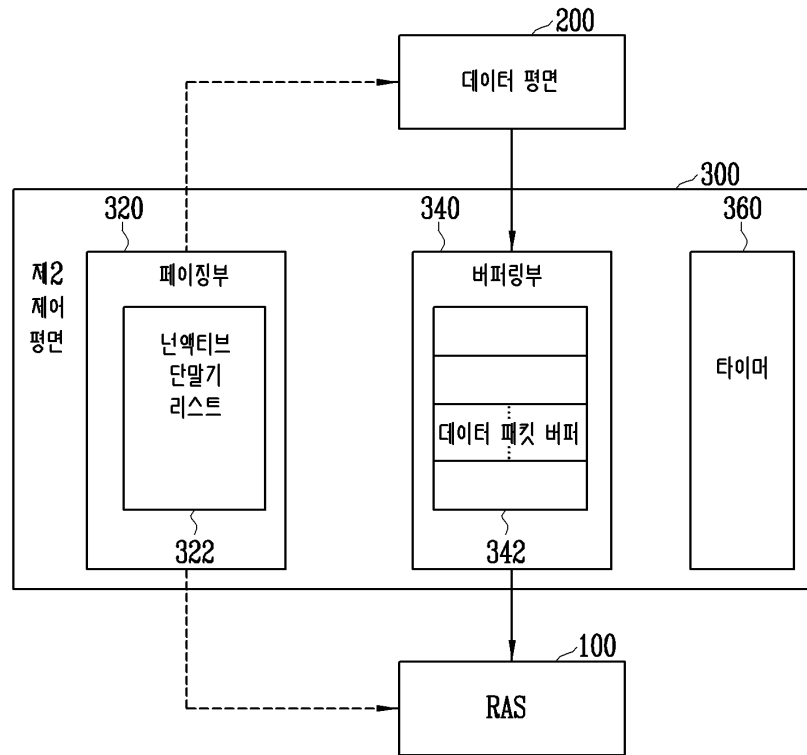 200
데이터 평면
300
320
340
360
제2
제어
평면
페이징부
넌액티브
단말기
리스트
322
버퍼링부
데이터 패킷 버퍼
342
타이머
100
RAS